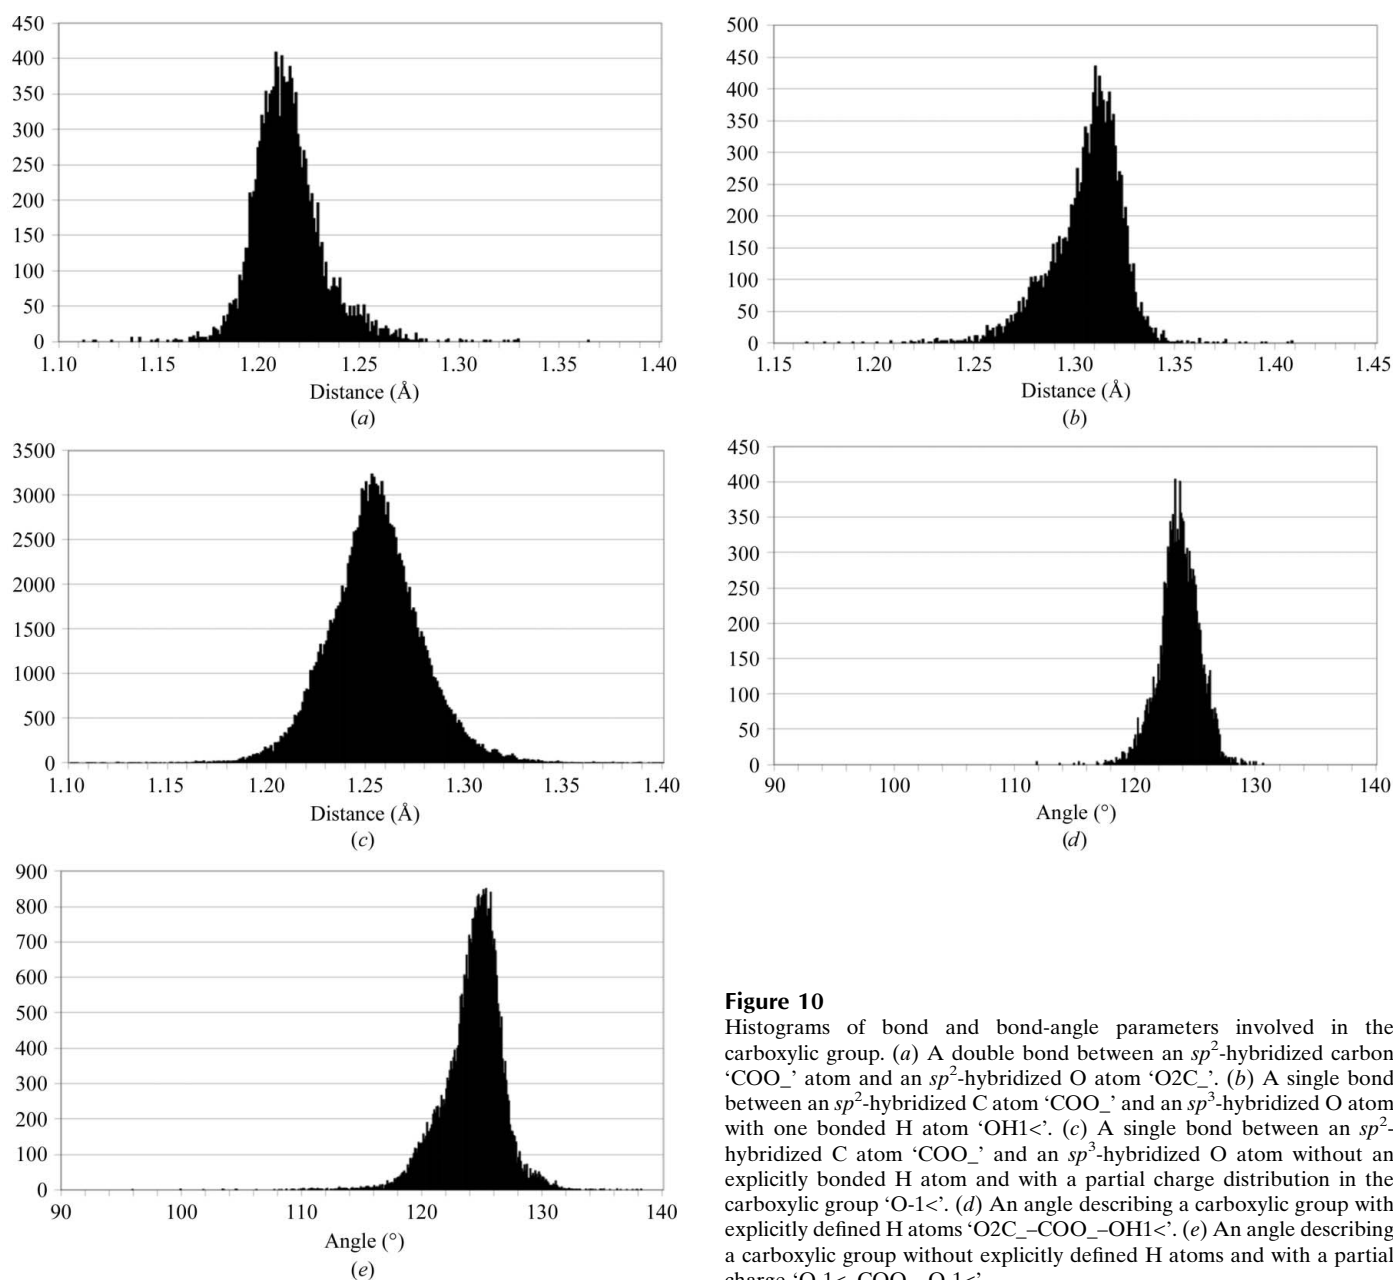 450
400
350
300
250
200
150
100
50
0
1.10 1.15 1.20 1.25 1.30 1.35 1.40
Distance (Å)
(a)
500
450
400
350
300
250
200
150
100
50
0
1.15 1.20 1.25 1.30 1.35 1.40 1.45
Distance (Å)
(b)
3500
3000
2500
2000
1500
1000
500
0
1.10 1.15 1.20 1.25 1.30 1.35 1.40
Distance (Å)
(c)
450
400
350
300
250
200
150
100
50
0
90 100 110 120 130 140
Angle (°)
(d)
900
800
700
600
500
400
300
200
100
0
90 100 110 120 130 140
Angle (°)
(e)
Figure 10
Histograms of bond and bond-angle parameters involved in the
carboxylic group. (a) A double bond between an sp²-hybridized carbon
‘COO_’ atom and an sp²-hybridized O atom ‘O2C_’. (b) A single bond
between an sp²-hybridized C atom ‘COO_’ and an sp³-hybridized O atom
with one bonded H atom ‘OH1<’. (c) A single bond between an sp²-
hybridized C atom ‘COO_’ and an sp³-hybridized O atom without an
explicitly bonded H atom and with a partial charge distribution in the
carboxylic group ‘O-1<’. (d) An angle describing a carboxylic group with
explicitly defined H atoms ‘O2C_–COO_–OH1<’. (e) An angle describing
a carboxylic group without explicitly defined H atoms and with a partial
charge ‘O-1<–COO_–O-1<’.